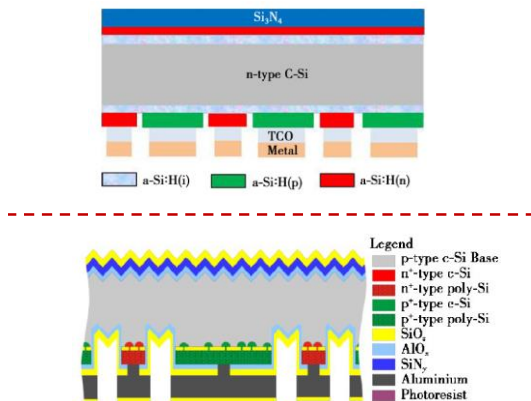 Si₃N₄
n-type C-Si
TCO
Metal
a-Si:H(i) a-Si:H(p) a-Si:H(n)
Legend
p-type c-Si Base
n⁺-type c-Si
n⁺-type poly-Si
p⁺-type c-Si
p⁺-type poly-Si
SiOₓ
AlOₓ
SiNᵧ
Aluminium
Photoresist